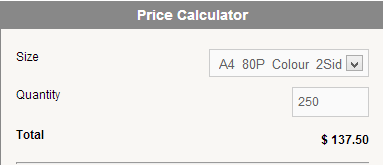 Price Calculator
Size A4 80P Colour 2Sid
Quantity 250
Total $ 137.50